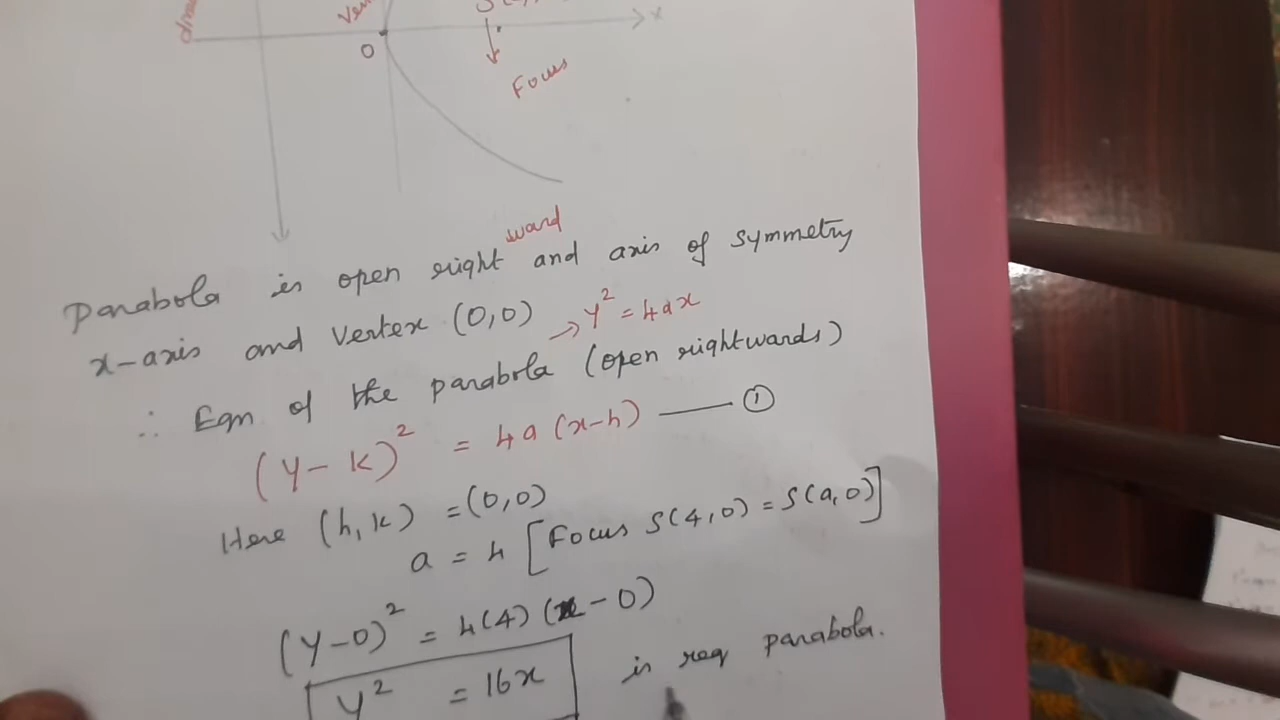 x
O
Focus
ward
Parabola is open right and axis of symmetry
x-axis and vertex (0,0) → y² = 4ax
∴ Eqn of the parabola (open rightwards)
(y-k)² = 4a(x-h) —— ①
Here (h,k) = (0,0)
a = 4 [Focus S(4,0) = S(a,0)]
(y-0)² = 4(4)(x-0)
y² = 16x is req parabola.